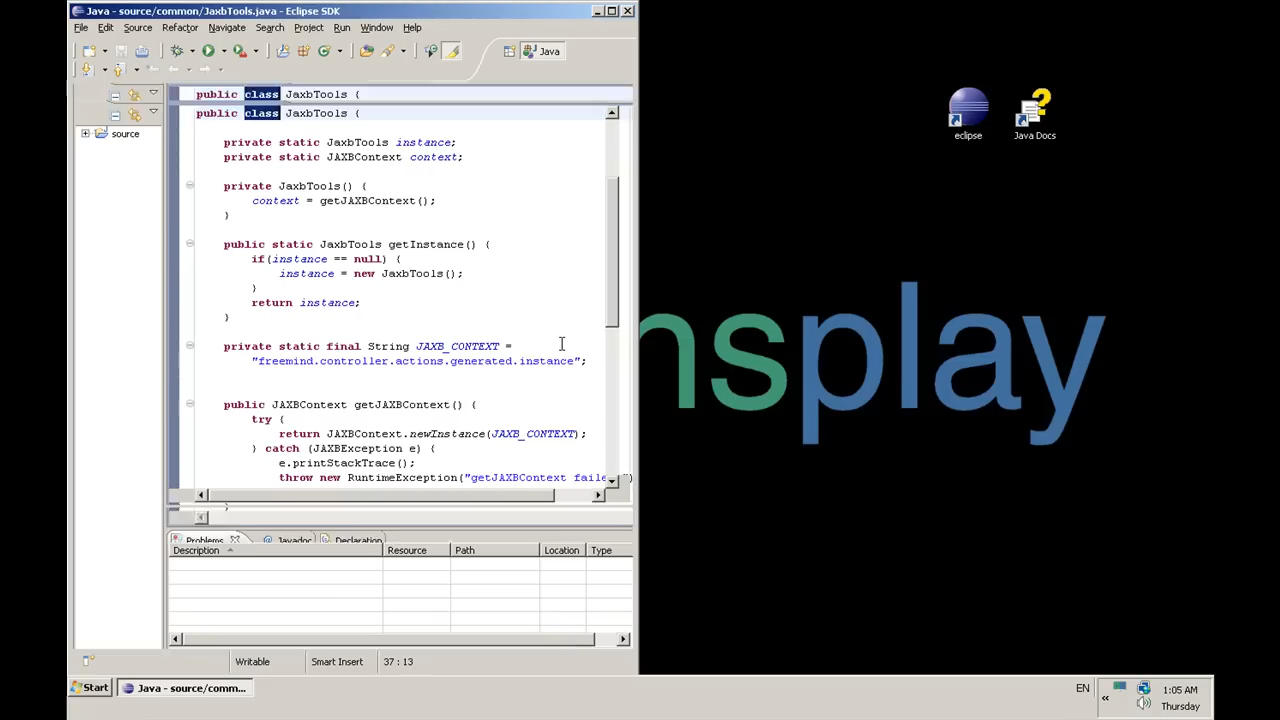 Java - source/common/JaxbTools.java - Eclipse SDK
File Edit Source Refactor Navigate Search Project Run Window Help
Java
public class JaxbTools {
public class JaxbTools {
source
private static JaxbTools instance;
private static JAXBContext context;
private JaxbTools() {
context = getJAXBContext();
}
public static JaxbTools getInstance() {
if(instance == null) {
instance = new JaxbTools();
}
return instance;
}
private static final String JAXB_CONTEXT =
"freemind.controller.actions.generated.instance";
public JAXBContext getJAXBContext() {
try {
return JAXBContext.newInstance(JAXB_CONTEXT);
} catch (JAXBException e) {
e.printStackTrace();
throw new RuntimeException("getJAXBContext faile ")
Problems Javadoc Declaration
Description Resource Path Location Type
Writable Smart Insert 37 : 13
eclipse
Java Docs
nsplay
Start Java - source/comm... EN « 1:05 AM
Thursday